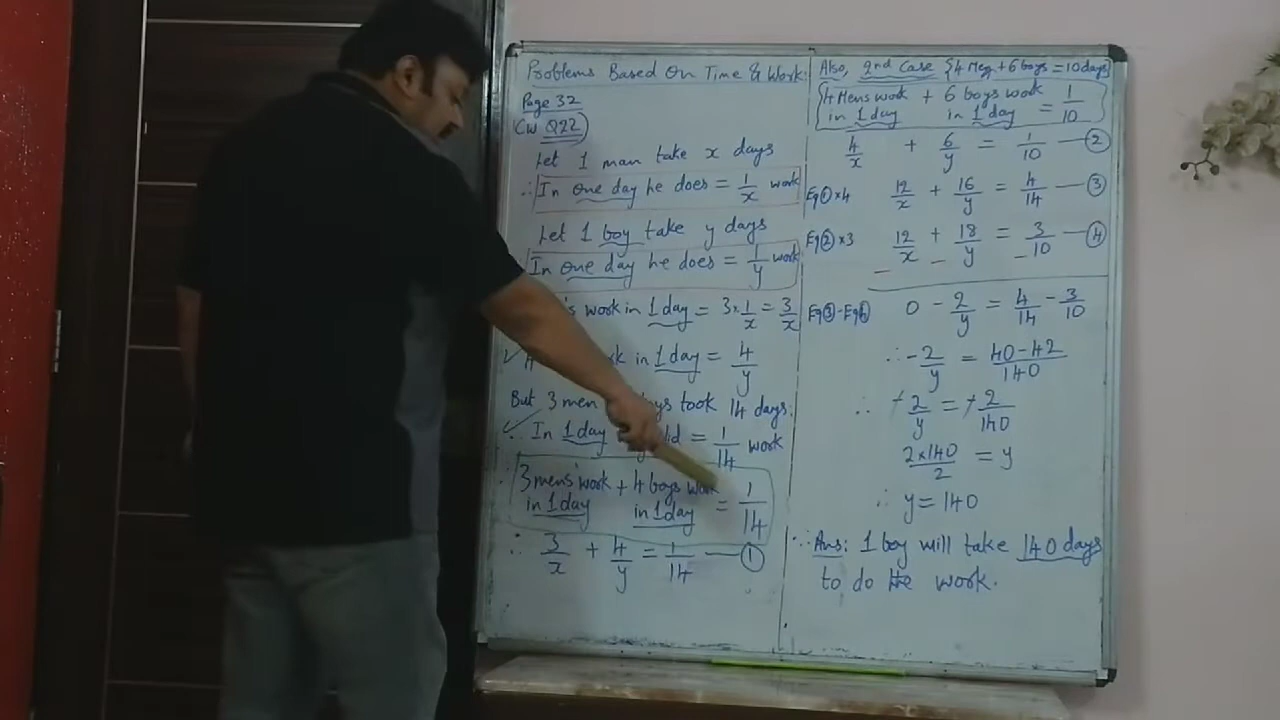 Problems Based On Time & Work.
Page 32
CW Q22)
Let 1 man take x days
∴ In one day he does = 1/x work
Let 1 boy take y days
In one day he does = 1/y work
's work in 1 day = 3×1/x = 3/x
in 1 day = 4/y
But 3 men took 14 days.
∴ In 1 day = 1/14 work
∴ 3 mens' work in 1 day + 4 boys work in 1 day = 1/14
∴ 3/x + 4/y = 1/14 — ①
Also, 2nd Case {4 Men + 6 boys = 10 days
4 Mens work in 1 day + 6 boys work in 1 day = 1/10
4/x + 6/y = 1/10 — ②
Eq① ×4 12/x + 16/y = 4/14 — ③
Eq② ×3 12/x + 18/y = 3/10 — ④
— — —
Eq③-Eq④ 0 - 2/y = 4/14 - 3/10
∴ -2/y = 40-42/140
∴ +2/y = +2/140
2×140/2 = y
∴ y = 140
∴ Ans: 1 boy will take 140 days
to do the work.